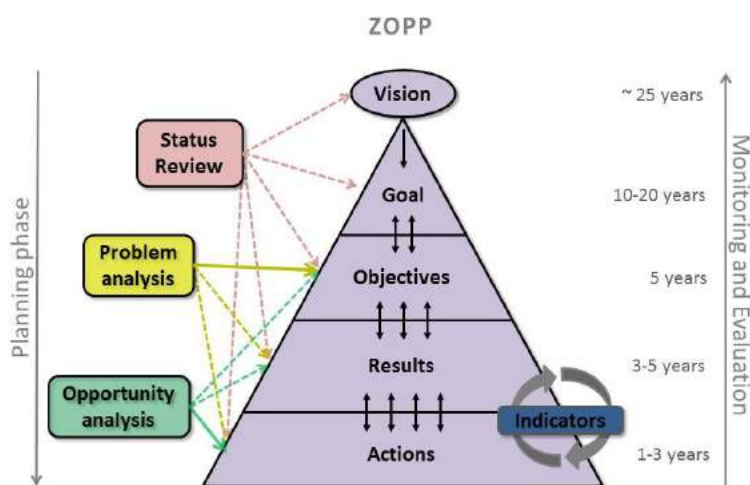 ZOPP
Vision
~ 25 years
Status
Review
Goal
10-20 years
Problem
analysis
Objectives
5 years
Results
3-5 years
Opportunity
analysis
Indicators
Actions
1-3 years
Planning phase
Monitoring and Evaluation